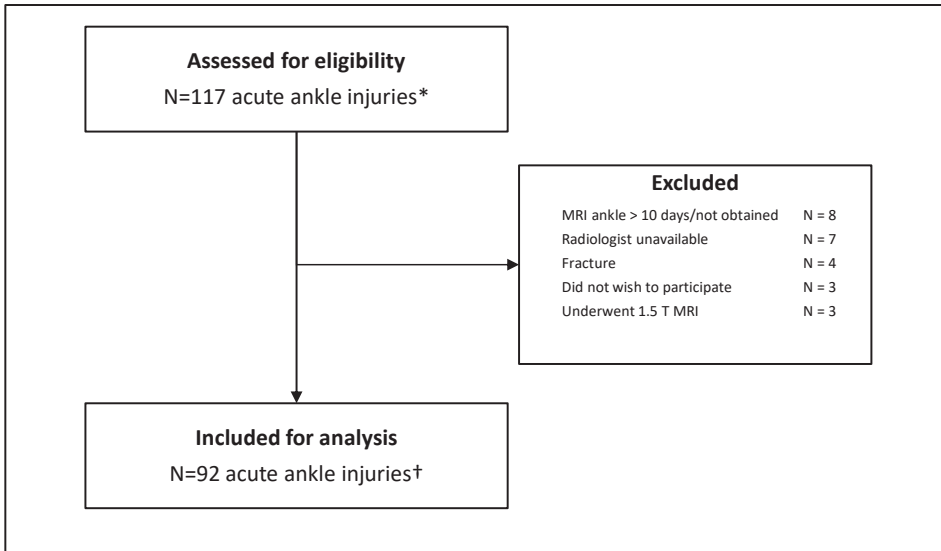 Assessed for eligibility
N=117 acute ankle injuries*
Excluded
MRI ankle > 10 days/not obtained N = 8
Radiologist unavailable N = 7
Fracture N = 4
Did not wish to participate N = 3
Underwent 1.5 T MRI N = 3
Included for analysis
N=92 acute ankle injuries†